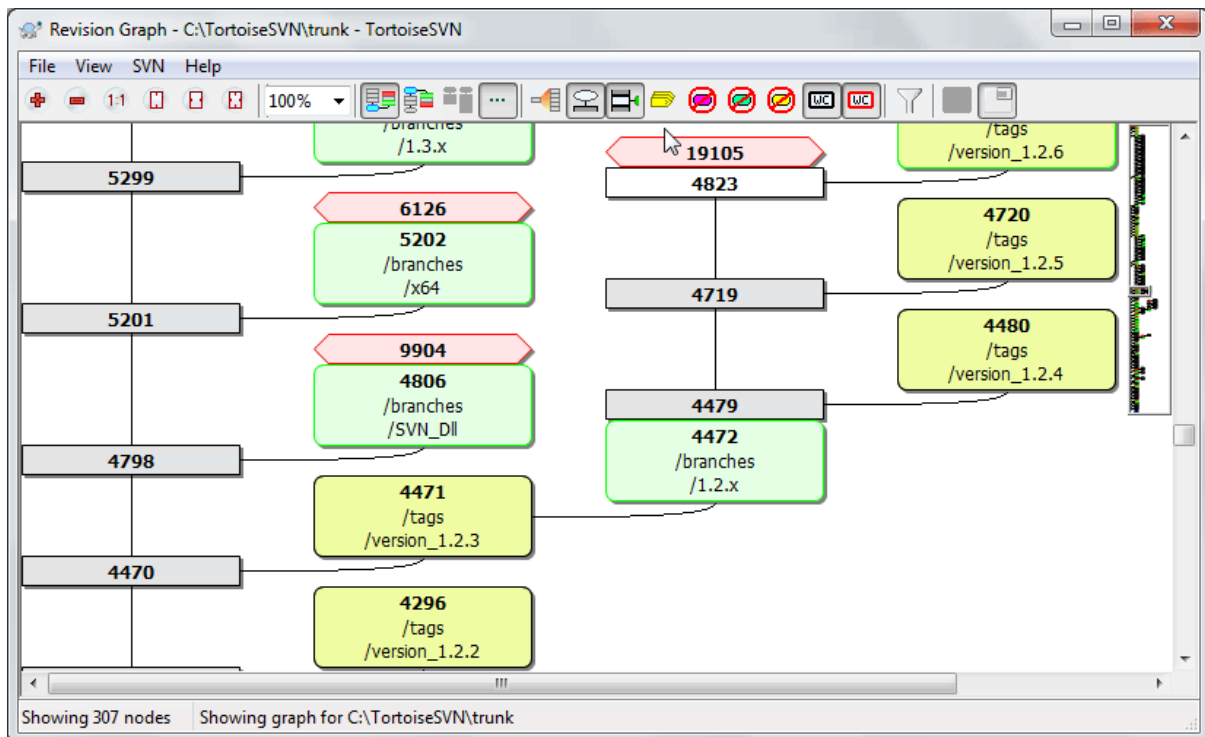 Revision Graph - C:\TortoiseSVN\trunk - TortoiseSVN
File View SVN Help
1:1 100% WC WC
/branches
/1.3.x
5299
6126
5202
/branches
/x64
5201
9904
4806
/branches
/SVN_Dll
4798
4471
/tags
/version_1.2.3
4470
4296
/tags
/version_1.2.2
19105
4823
4719
4479
4472
/branches
/1.2.x
/tags
/version_1.2.6
4720
/tags
/version_1.2.5
4480
/tags
/version_1.2.4
Showing 307 nodes Showing graph for C:\TortoiseSVN\trunk